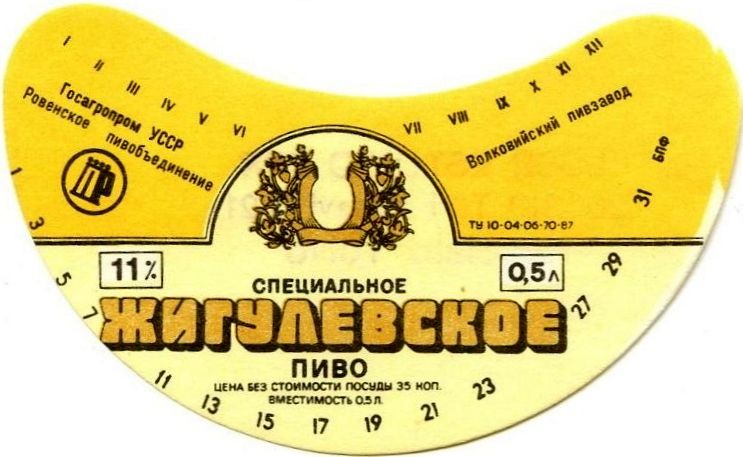 I II III IV V VI
VII VIII IX X XI XII
Госагропром УССР
Ровенское пивобъединение
Волковийский пивзавод
БПФ
ТУ 10-04-06-70-87
11%
0,5л
СПЕЦИАЛЬНОЕ
ЖИГУЛЕВСКОЕ
ПИВО
ЦЕНА БЕЗ СТОИМОСТИ ПОСУДЫ 35 КОП.
ВМЕСТИМОСТЬ 0,5 Л.
1 3 5 7 11 13 15 17 19 21 23 27 29 31